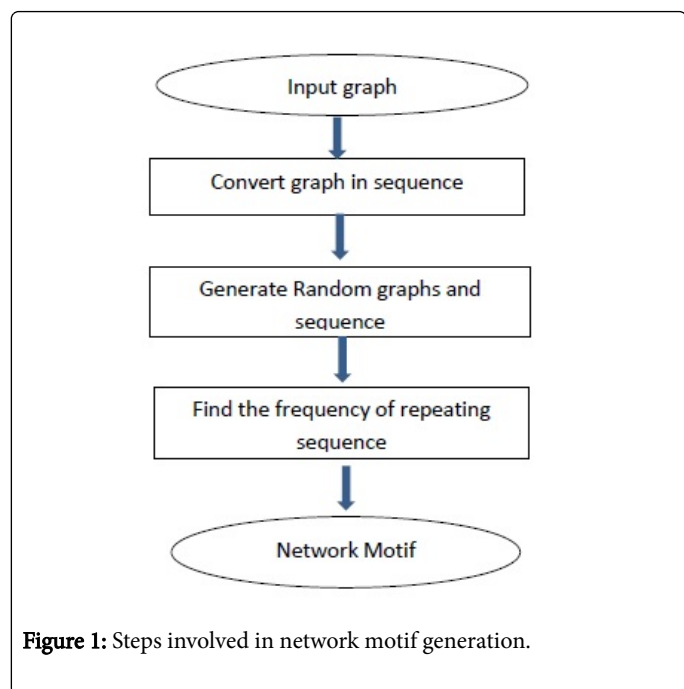 Input graph
Convert graph in sequence
Generate Random graphs and
sequence
Find the frequency of repeating
sequence
Network Motif
Figure 1: Steps involved in network motif generation.